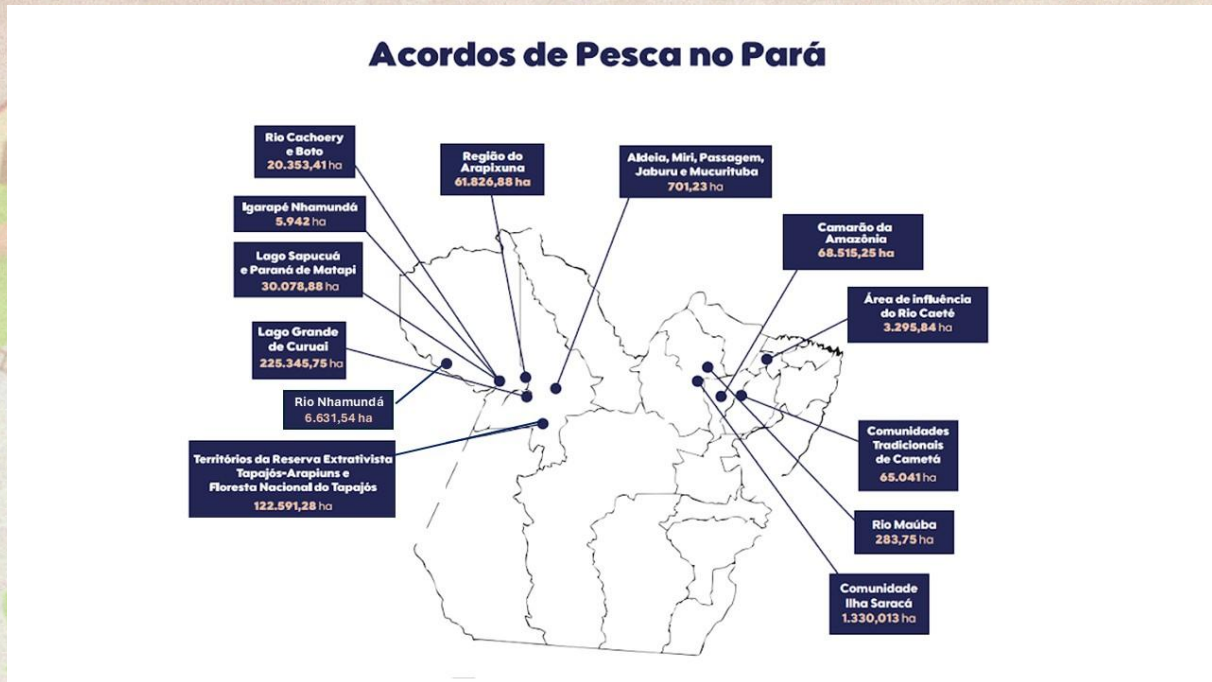 Acordos de Pesca no Pará
Rio Cachoery
e Boto
20.353,41 ha
Região do
Arapixuna
61.826,88 ha
Aldeia, Miri, Passagem,
Jaburu e Mucurituba
701,23 ha
Igarapé Nhamundá
5.942 ha
Lago Sapucuá
e Paraná de Matapi
30.078,88 ha
Camarão da
Amazônia
68.515,25 ha
Área de influência
do Rio Caeté
3.295,84 ha
Lago Grande
de Curuai
225.345,75 ha
Rio Nhamundá
6.631,54 ha
Territórios da Reserva Extrativista
Tapajós-Arapiuns e
Floresta Nacional do Tapajós
122.591,28 ha
Comunidades
Tradicionais
de Cametá
65.041 ha
Rio Maúba
283,75 ha
Comunidade
Ilha Saracá
1.330,013 ha